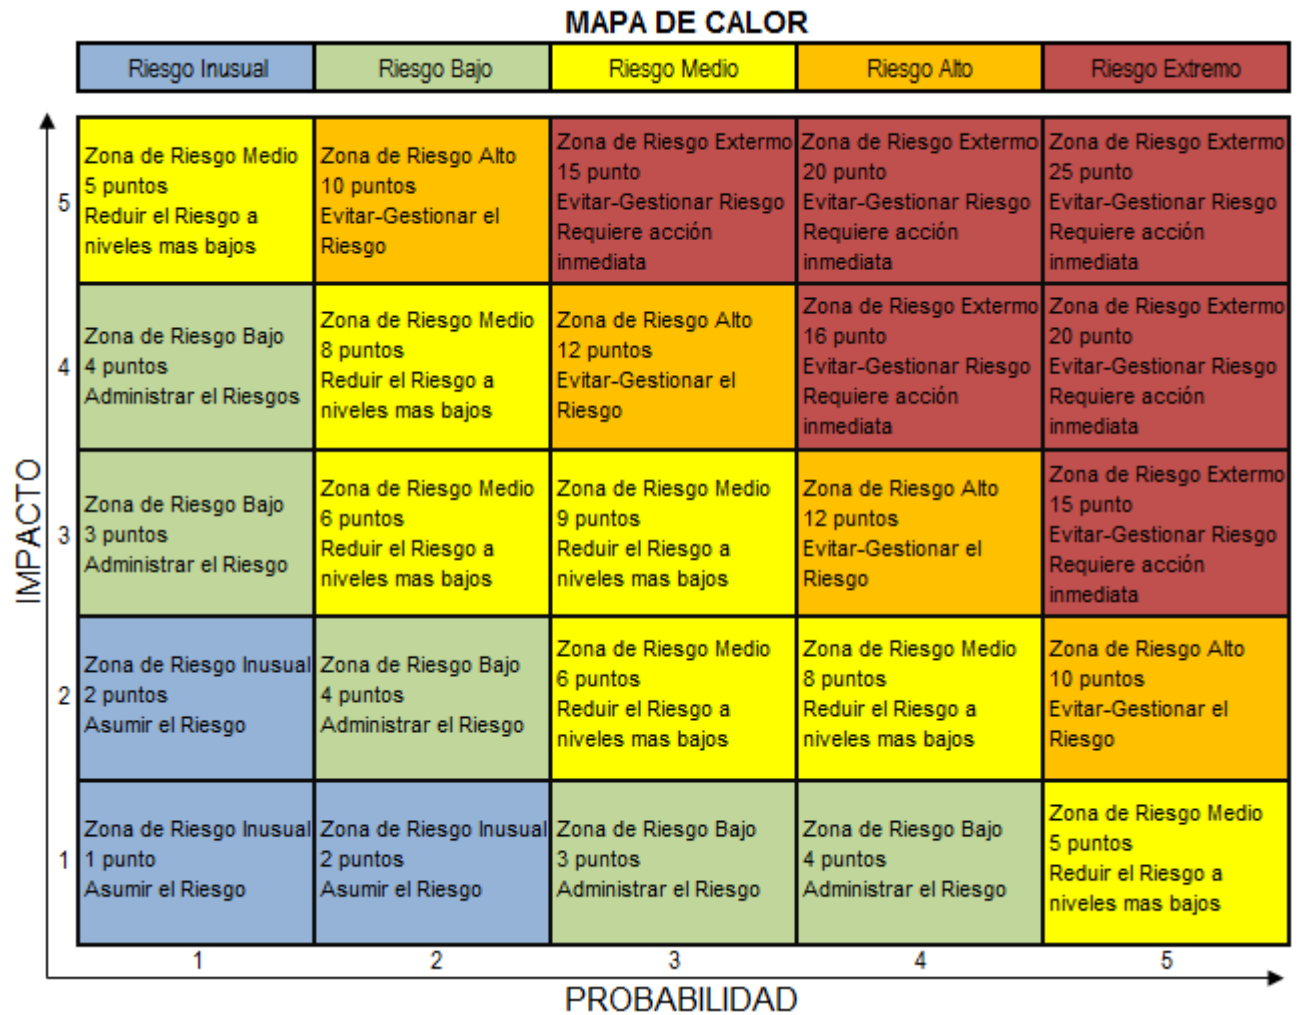 MAPA DE CALOR
Riesgo Inusual
Riesgo Bajo
Riesgo Medio
Riesgo Alto
Riesgo Extremo
IMPACTO
5
Zona de Riesgo Medio
5 puntos
Reduir el Riesgo a
niveles mas bajos
Zona de Riesgo Alto
10 puntos
Evitar-Gestionar el
Riesgo
Zona de Riesgo Extermo
15 punto
Evitar-Gestionar Riesgo
Requiere acción
inmediata
Zona de Riesgo Extermo
20 punto
Evitar-Gestionar Riesgo
Requiere acción
inmediata
Zona de Riesgo Extermo
25 punto
Evitar-Gestionar Riesgo
Requiere acción
inmediata
4
Zona de Riesgo Bajo
4 puntos
Administrar el Riesgos
Zona de Riesgo Medio
8 puntos
Reduir el Riesgo a
niveles mas bajos
Zona de Riesgo Alto
12 puntos
Evitar-Gestionar el
Riesgo
Zona de Riesgo Extermo
16 punto
Evitar-Gestionar Riesgo
Requiere acción
inmediata
Zona de Riesgo Extermo
20 punto
Evitar-Gestionar Riesgo
Requiere acción
inmediata
3
Zona de Riesgo Bajo
3 puntos
Administrar el Riesgo
Zona de Riesgo Medio
6 puntos
Reduir el Riesgo a
niveles mas bajos
Zona de Riesgo Medio
9 puntos
Reduir el Riesgo a
niveles mas bajos
Zona de Riesgo Alto
12 puntos
Evitar-Gestionar el
Riesgo
Zona de Riesgo Extermo
15 punto
Evitar-Gestionar Riesgo
Requiere acción
inmediata
2
Zona de Riesgo Inusual
2 puntos
Asumir el Riesgo
Zona de Riesgo Bajo
4 puntos
Administrar el Riesgo
Zona de Riesgo Medio
6 puntos
Reduir el Riesgo a
niveles mas bajos
Zona de Riesgo Medio
8 puntos
Reduir el Riesgo a
niveles mas bajos
Zona de Riesgo Alto
10 puntos
Evitar-Gestionar el
Riesgo
1
Zona de Riesgo Inusual
1 punto
Asumir el Riesgo
Zona de Riesgo Inusual
2 puntos
Asumir el Riesgo
Zona de Riesgo Bajo
3 puntos
Administrar el Riesgo
Zona de Riesgo Bajo
4 puntos
Administrar el Riesgo
Zona de Riesgo Medio
5 puntos
Reduir el Riesgo a
niveles mas bajos
1
2
3
4
5
PROBABILIDAD